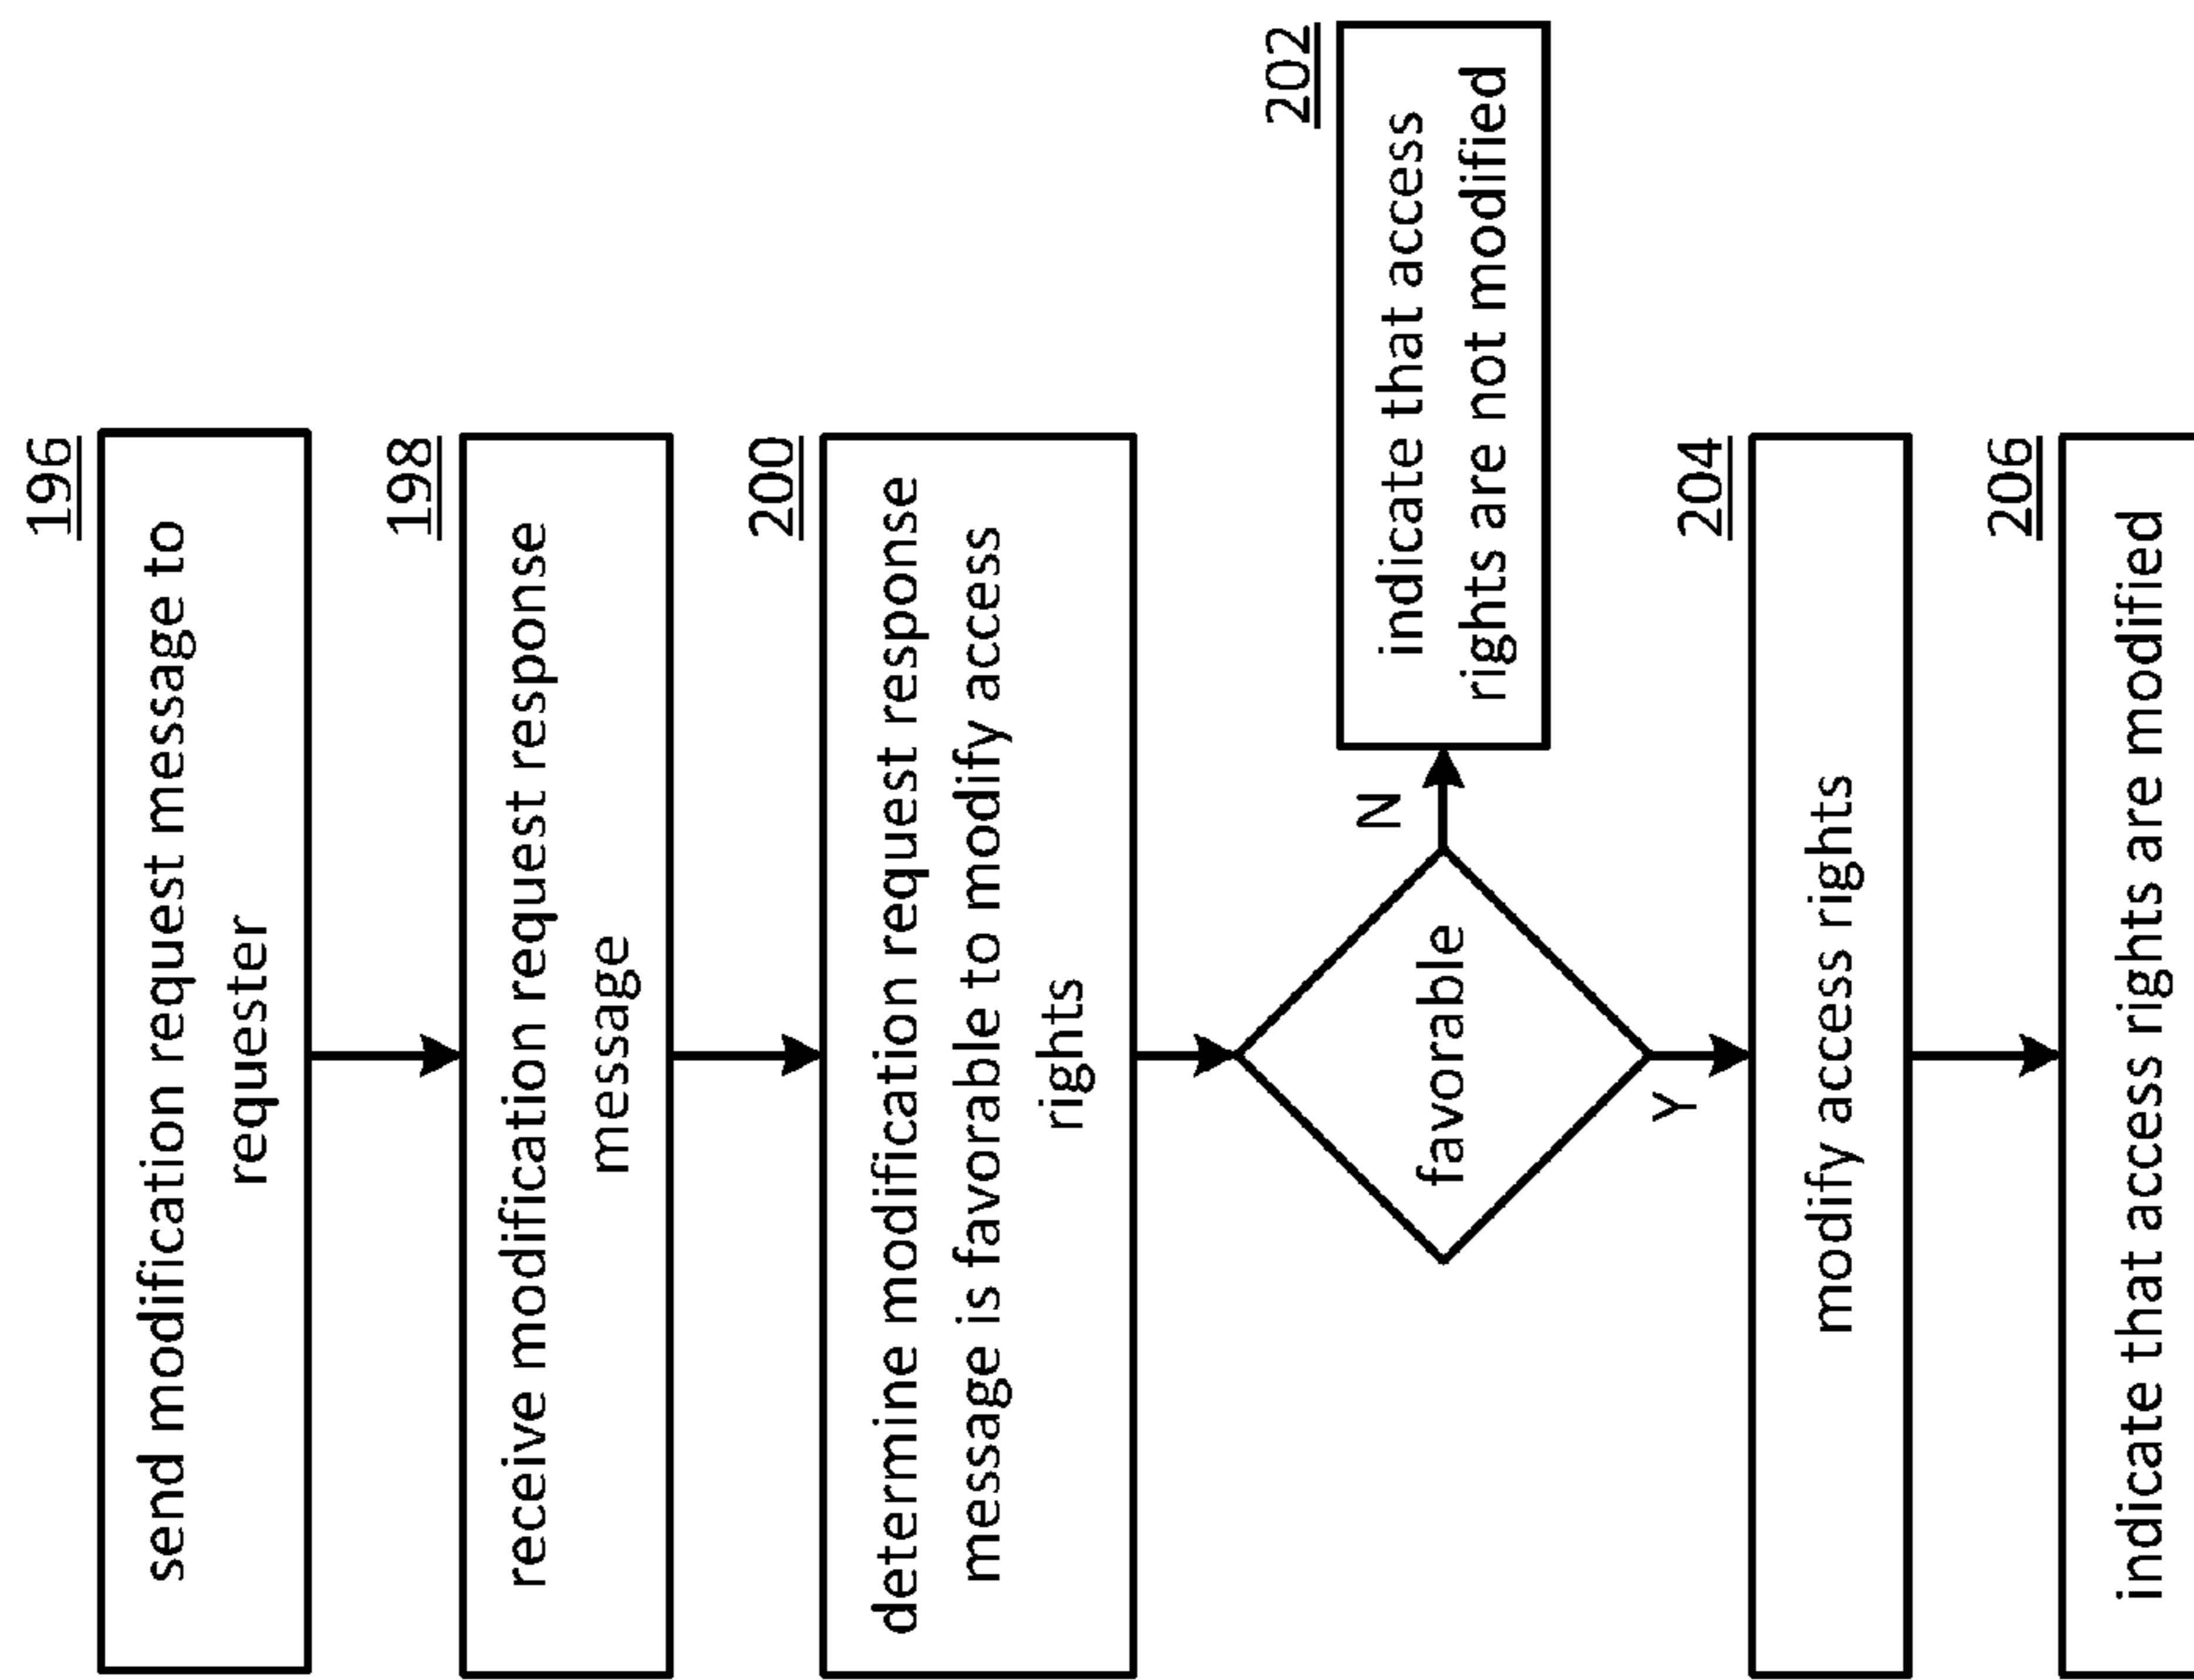 196
send modification request message to
requester
198
receive modification request response
message
200
determine modification request response
message is favorable to modify access
rights
favorable
N
202
indicate that access
rights are not modified
Y
204
modify access rights
206
indicate that access rights are modified